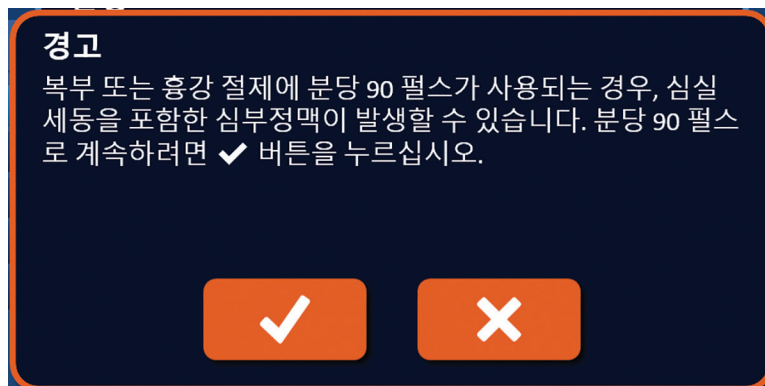 경고
복부 또는 흉강 절제에 분당 90 펄스가 사용되는 경우, 심실
세동을 포함한 심부정맥이 발생할 수 있습니다. 분당 90 펄스
로 계속하려면 ✔ 버튼을 누르십시오.